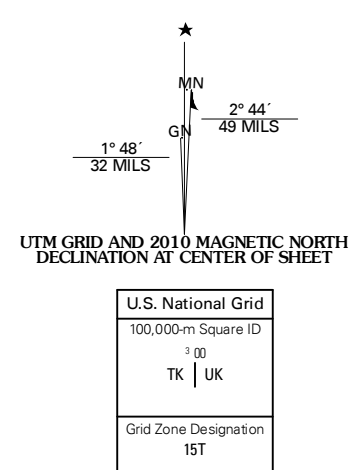 ★
MN
2° 44´
49 MILS
GN
1° 48´
32 MILS
UTM GRID AND 2010 MAGNETIC NORTH
DECLINATION AT CENTER OF SHEET
U.S. National Grid
100,000-m Square ID
3 00
TK UK
Grid Zone Designation
15T